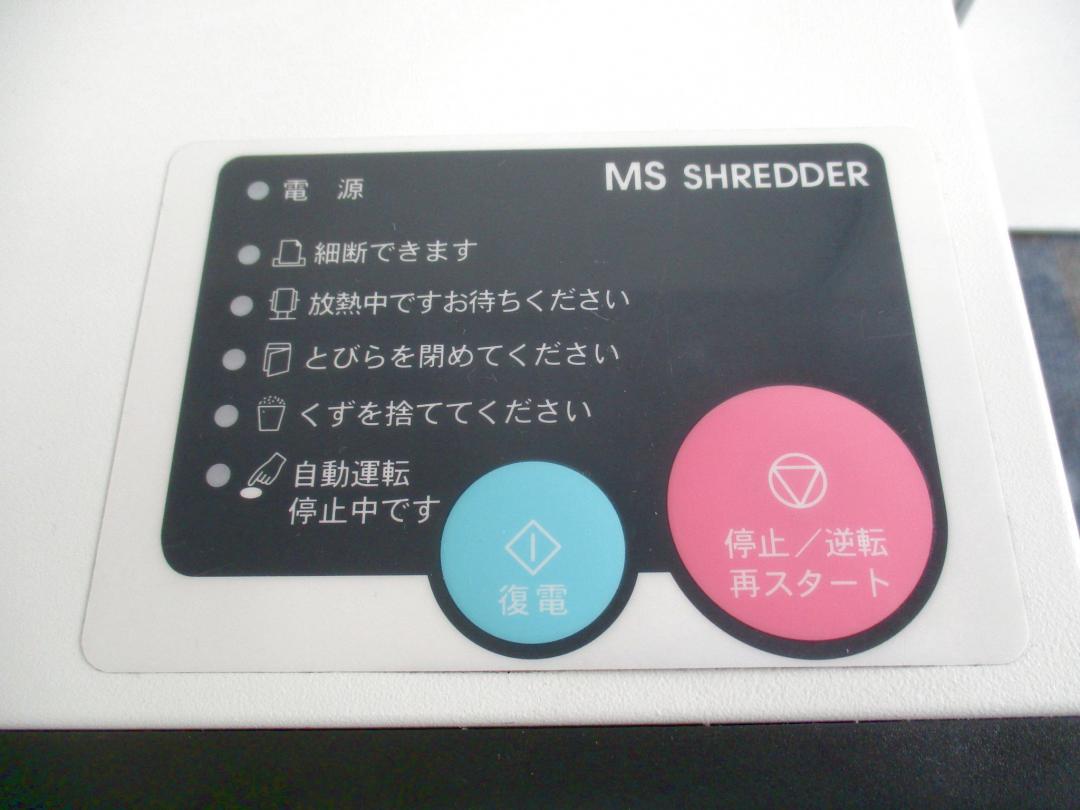 MS SHREDDER
電 源
細断できます
放熱中ですお待ちください
とびらを閉めてください
くずを捨ててください
自動運転
停止中です
復電
停止／逆転
再スタート